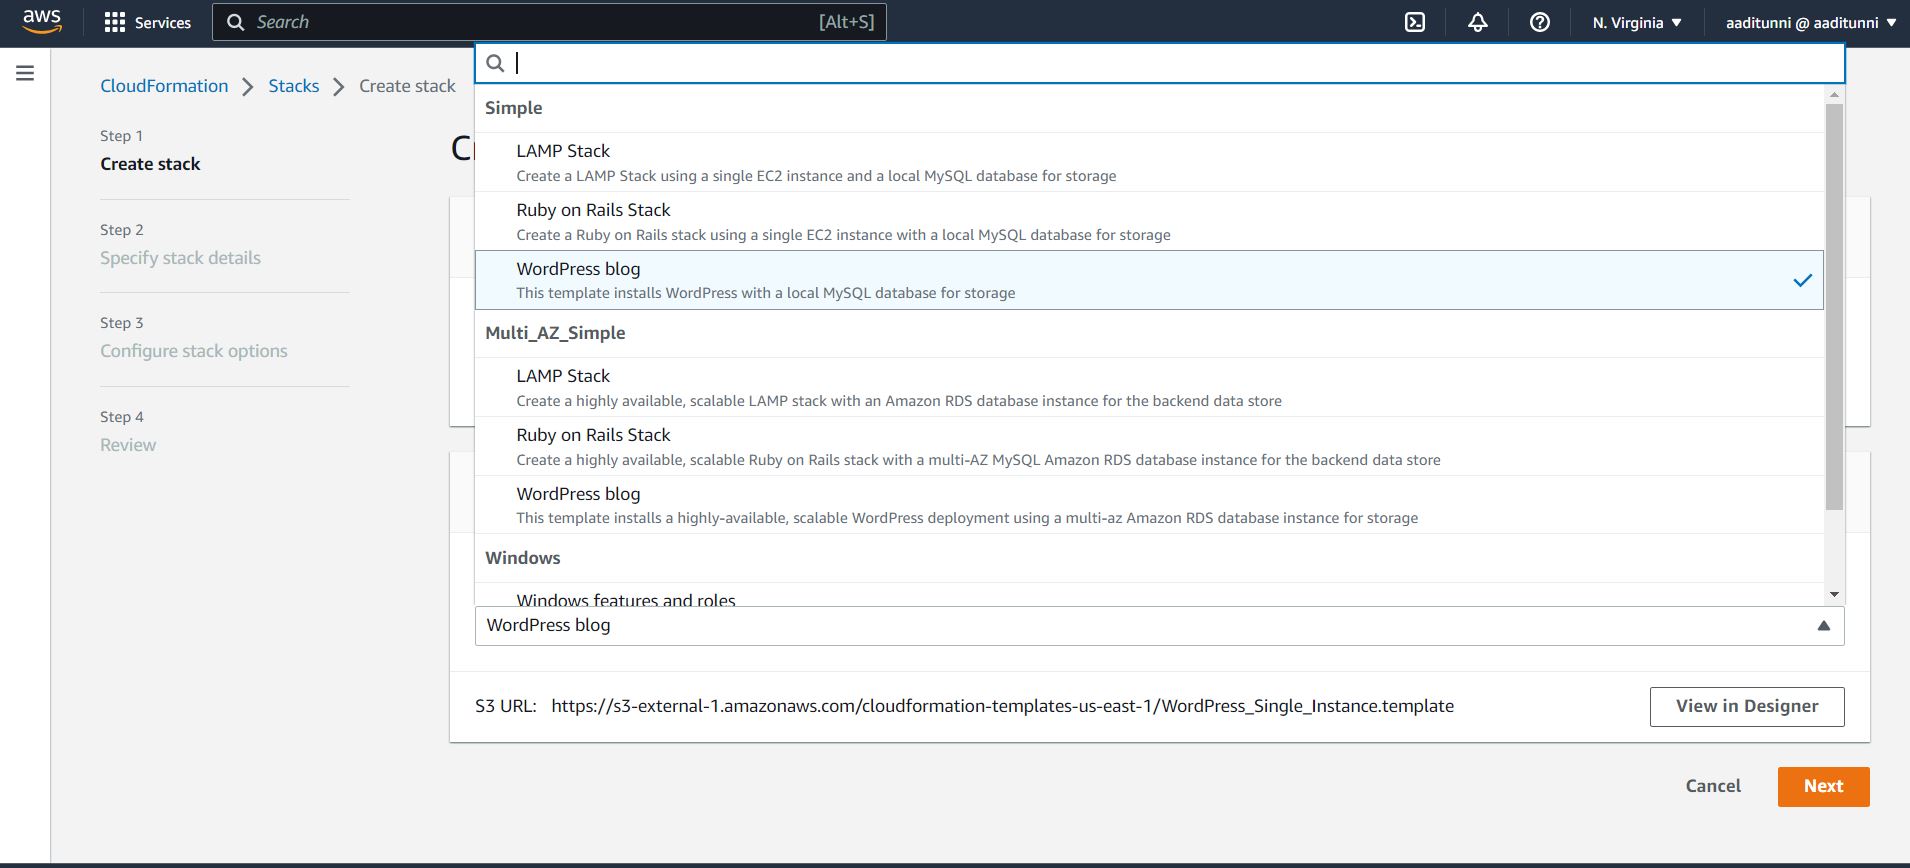 aws
Services
Search
[Alt+S]
N. Virginia
aaditunni @ aaditunni
CloudFormation
Stacks
Create stack
Step 1
Create stack
Step 2
Specify stack details
Step 3
Configure stack options
Step 4
Review
Simple
LAMP Stack
Create a LAMP Stack using a single EC2 instance and a local MySQL database for storage
Ruby on Rails Stack
Create a Ruby on Rails stack using a single EC2 instance with a local MySQL database for storage
WordPress blog
This template installs WordPress with a local MySQL database for storage
Multi_AZ_Simple
LAMP Stack
Create a highly available, scalable LAMP stack with an Amazon RDS database instance for the backend data store
Ruby on Rails Stack
Create a highly available, scalable Ruby on Rails stack with a multi-AZ MySQL Amazon RDS database instance for the backend data store
WordPress blog
This template installs a highly-available, scalable WordPress deployment using a multi-az Amazon RDS database instance for storage
Windows
Windows features and roles
WordPress blog
S3 URL: https://s3-external-1.amazonaws.com/cloudformation-templates-us-east-1/WordPress_Single_Instance.template
View in Designer
Cancel
Next